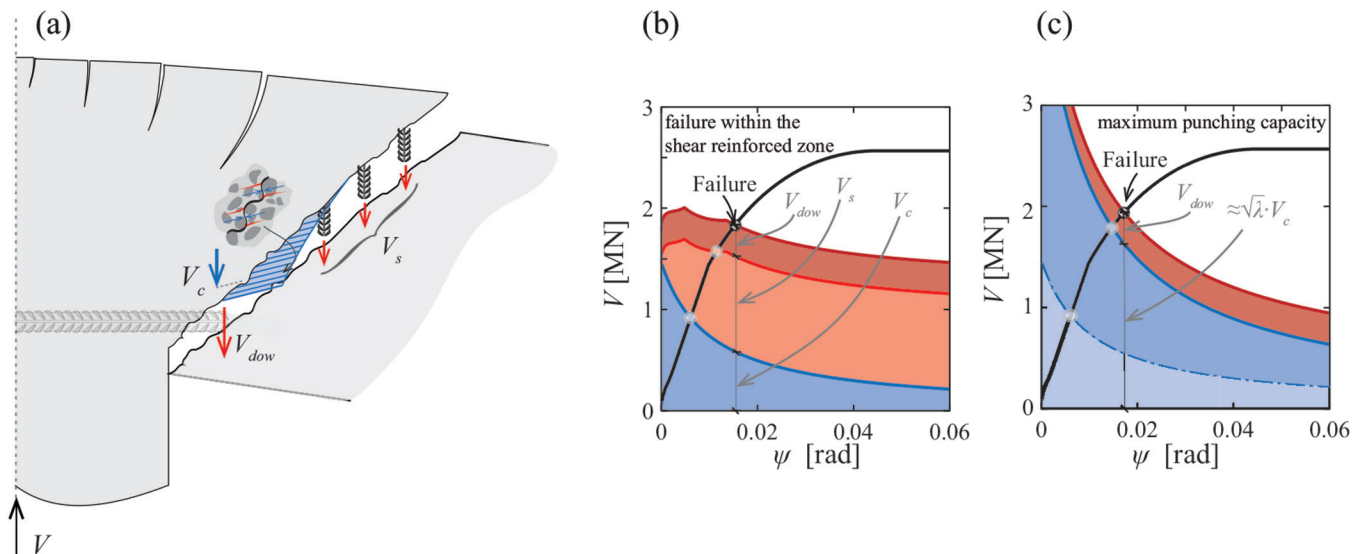 (a)
V_c
V_s
V_dow
V
(b)
V [MN]
3
2
1
0
failure within the
shear reinforced zone
Failure
V_dow
V_s
V_c
0
0.02
0.04
0.06
ψ [rad]
(c)
V [MN]
3
2
1
0
maximum punching capacity
Failure
V_dow
≈√λ·V_c
0
0.02
0.04
0.06
ψ [rad]